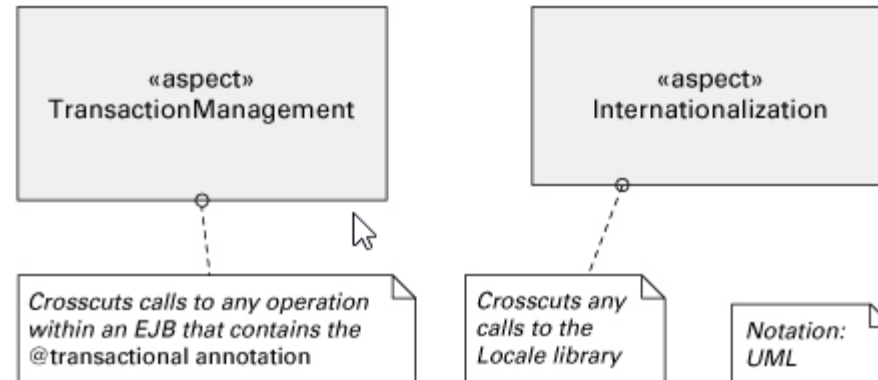 «aspect»
TransactionManagement
«aspect»
Internationalization
Crosscuts calls to any operation
within an EJB that contains the
@transactional annotation
Crosscuts any
calls to the
Locale library
Notation:
UML